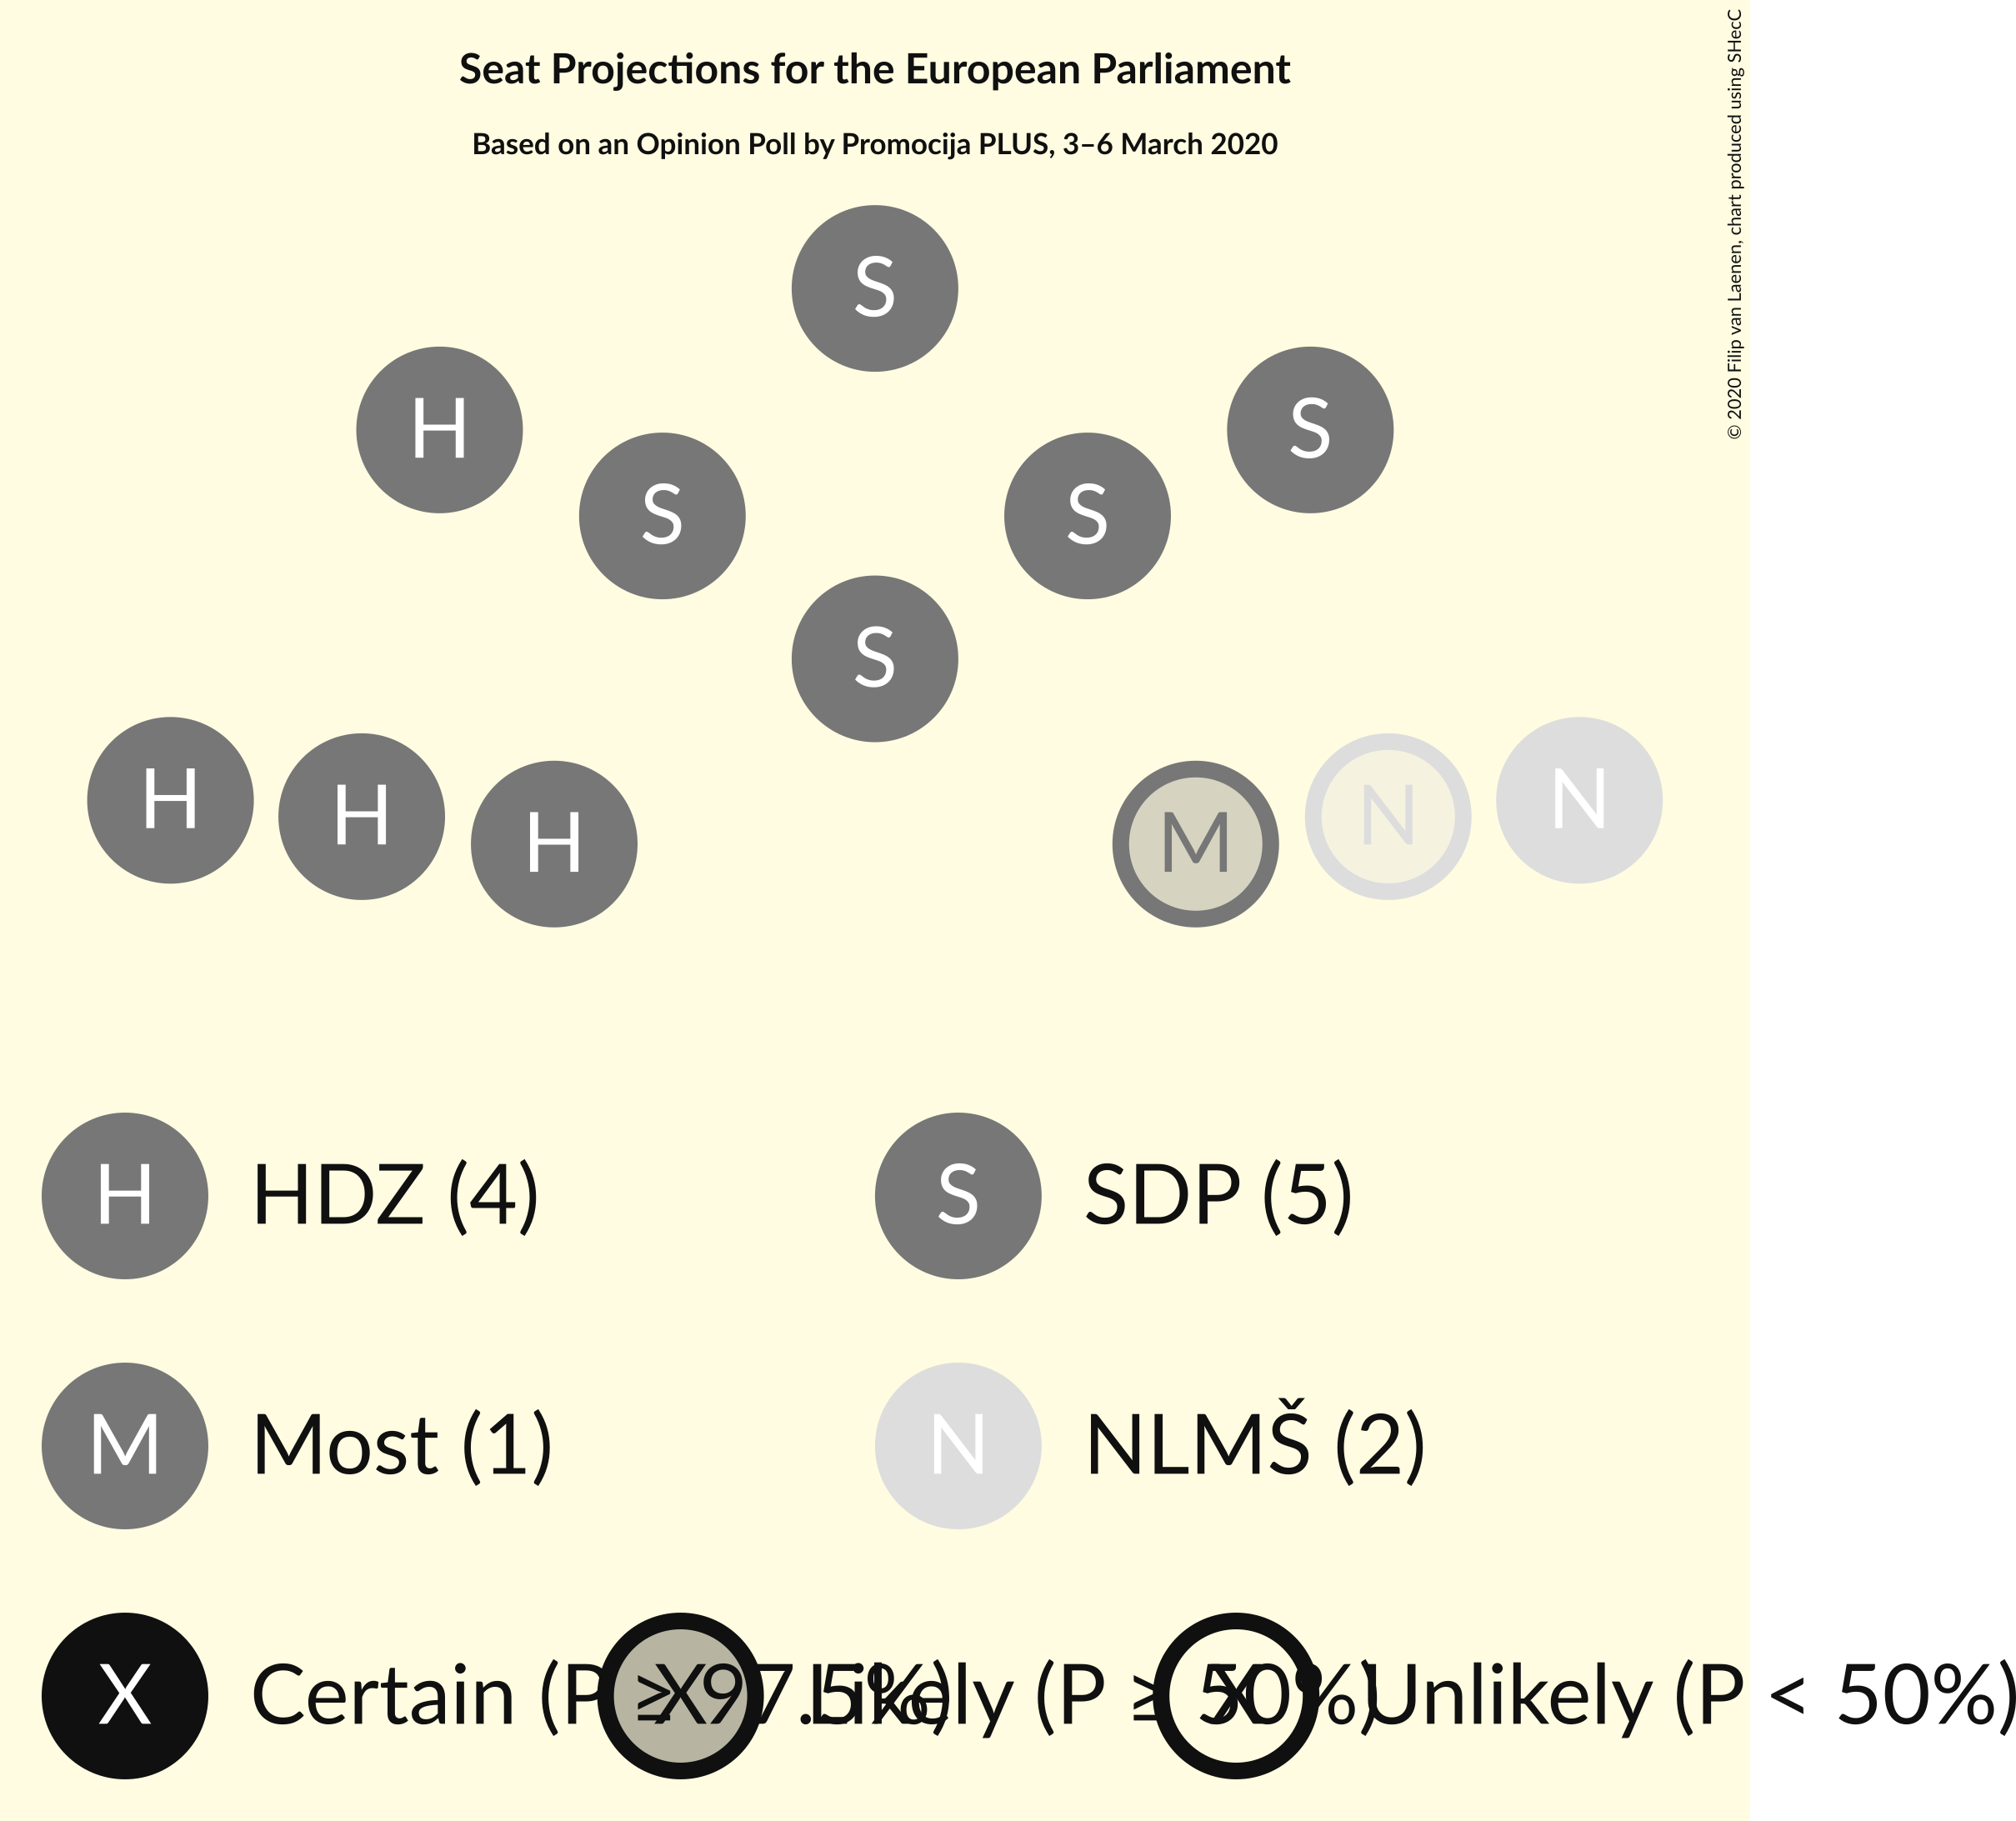 Seat Projections for the European Parliament
Based on an Opinion Poll by Promocija PLUS, 3–6 March 2020
© 2020 Filip van Laenen, chart produced using SHecC
S
H
S
S
S
S
H
H
H
M
N
N
H HDZ (4)
S SDP (5)
M Most (1)
N NLMŠ (2)
X Certain (P ≥ 97.5%)
X Likely (P ≥ 50%)
X Unlikely (P < 50%)